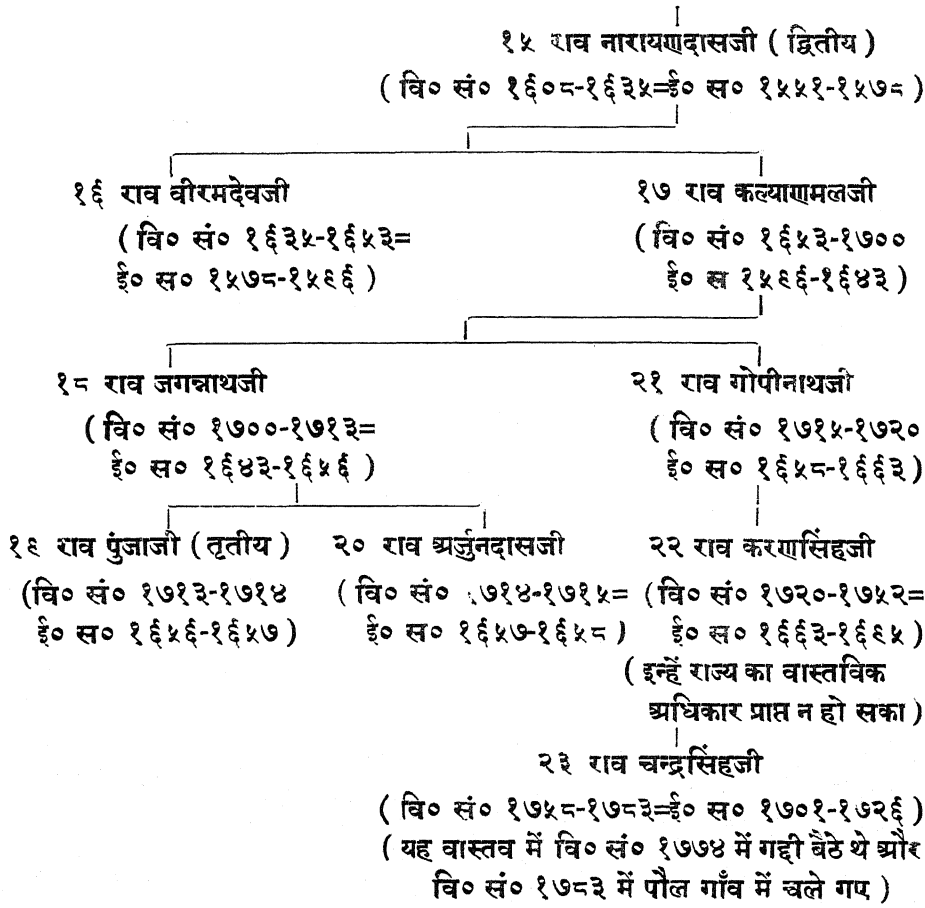 १५ राव नारायणदासजी ( द्वितीय )
( वि० सं० १६०८-१६३५=ई० स० १५५१-१५७८ )
१६ राव वीरमदेवजी
( वि० सं० १६३५-१६५३=
ई० स० १५७८-१५९६ )
१७ राव कल्याणमलजी
( वि० सं० १६५३-१७००
ई० स १५९६-१६४३ )
१८ राव जगन्नाथजी
( वि० सं० १७००-१७१३=
ई० स० १६४३-१६५६ )
२१ राव गोपीनाथजी
( वि० सं० १७१५-१७२०
ई० स० १६५८-१६६३ )
१९ राव पुंजाजी ( तृतीय )
(वि० सं० १७१३-१७१४
ई० स० १६५६-१६५७ )
२० राव अर्जुनदासजी
( वि० सं० ७१४-१७१५=
ई० स० १६५७-१६५८ )
२२ राव करणसिंहजी
(वि० सं० १७२०-१७५२=
ई० स० १६६३-१६९५ )
( इन्हें राज्य का वास्तविक
अधिकार प्राप्त न हो सका )
२३ राव चन्द्रसिंहजी
( वि० सं० १७५८-१७८३=ई० स० १७०१-१७२६ )
( यह वास्तव में वि० सं० १७७४ में गद्दी बैठे थे और
वि० सं० १७८३ में पौल गाँव में चले गए )